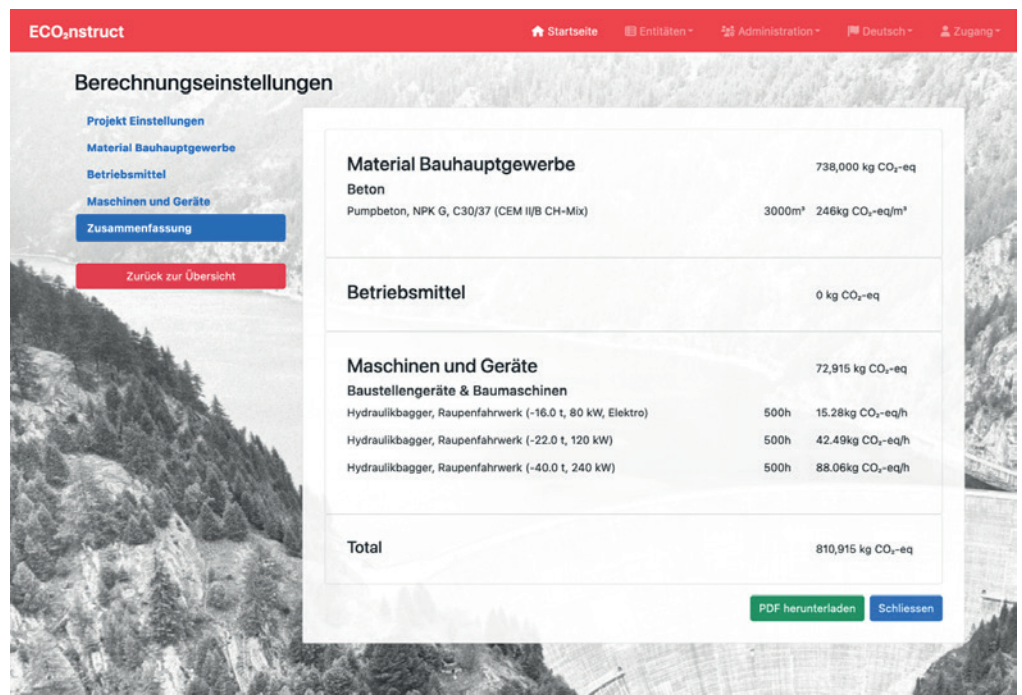 ECO₂nstruct
Startseite Entitäten Administration Deutsch Zugang
Berechnungseinstellungen
Projekt Einstellungen
Material Bauhauptgewerbe
Betriebsmittel
Maschinen und Geräte
Zusammenfassung
Zurück zur Übersicht
Material Bauhauptgewerbe 738,000 kg CO₂-eq
Beton
Pumpbeton, NPK G, C30/37 (CEM II/B CH-Mix) 3000m³ 246kg CO₂-eq/m³
Betriebsmittel 0 kg CO₂-eq
Maschinen und Geräte 72,915 kg CO₂-eq
Baustellengeräte & Baumaschinen
Hydraulikbagger, Raupenfahrwerk (-16.0 t, 80 kW, Elektro) 500h 15.28kg CO₂-eq/h
Hydraulikbagger, Raupenfahrwerk (-22.0 t, 120 kW) 500h 42.49kg CO₂-eq/h
Hydraulikbagger, Raupenfahrwerk (-40.0 t, 240 kW) 500h 88.06kg CO₂-eq/h
Total 810,915 kg CO₂-eq
PDF herunterladen Schliessen